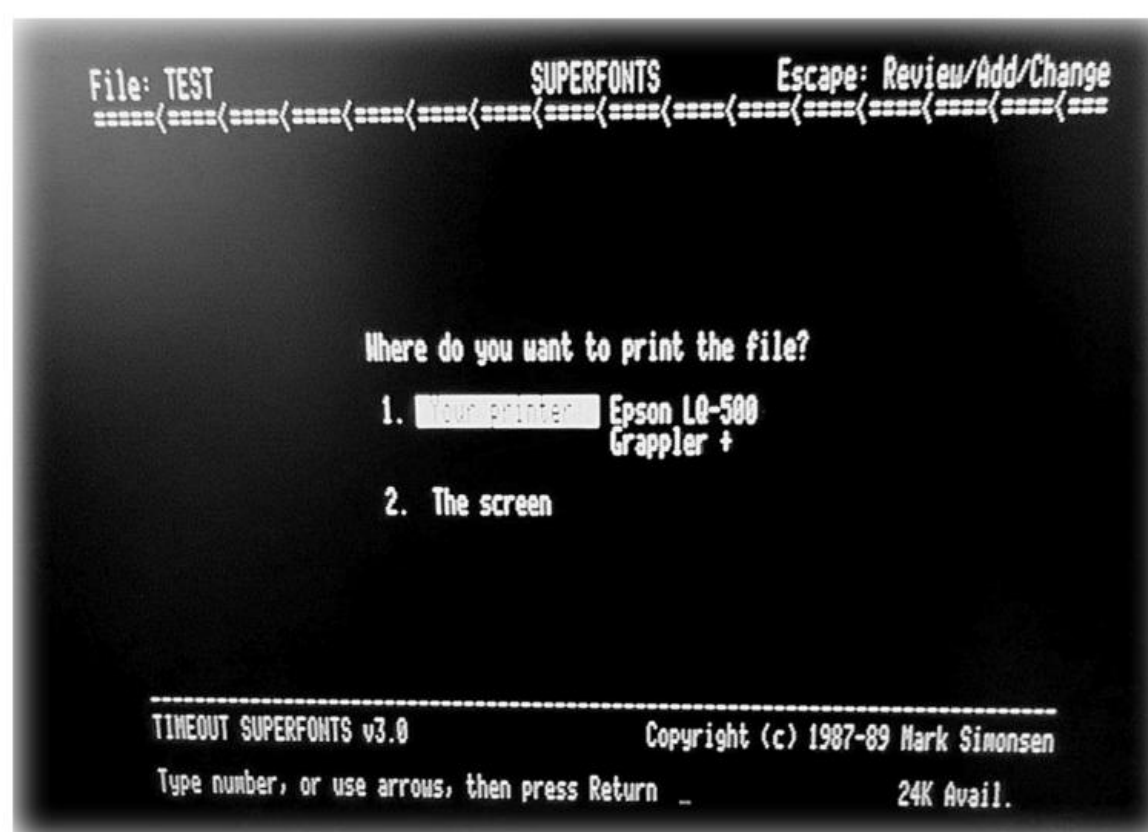 File: TEST SUPERFONTS Escape: Review/Add/Change
=====<====<====<====<====<====<====<====<====<====<====<====<====<====<====<===
Where do you want to print the file?
1. Your printer Epson LQ-500
Grappler +
2. The screen
--------------------------------------------------------------------------------
TIMEOUT SUPERFONTS v3.0 Copyright (c) 1987-89 Mark Simonsen
Type number, or use arrows, then press Return _ 24K Avail.